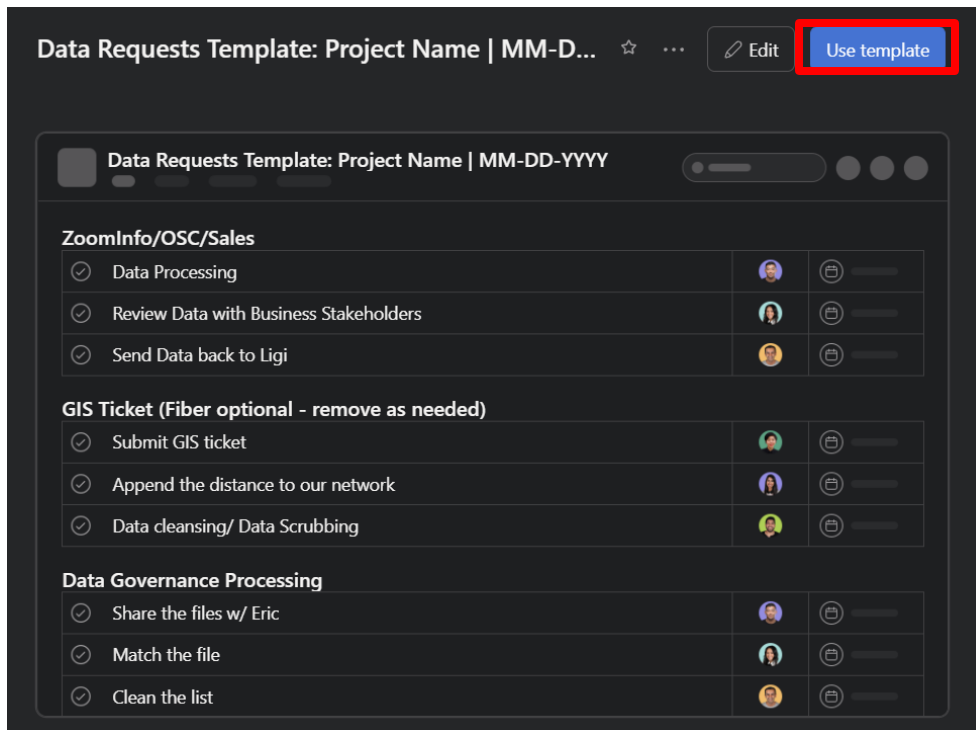 Data Requests Template: Project Name | MM-D...
Edit
Use template
Data Requests Template: Project Name | MM-DD-YYYY
ZoomInfo/OSC/Sales
Data Processing
Review Data with Business Stakeholders
Send Data back to Ligi
GIS Ticket (Fiber optional - remove as needed)
Submit GIS ticket
Append the distance to our network
Data cleansing/ Data Scrubbing
Data Governance Processing
Share the files w/ Eric
Match the file
Clean the list